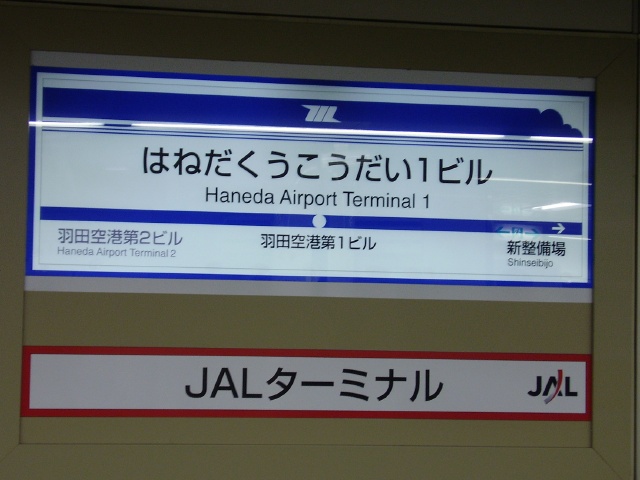 はねだくうこうだい1ビル
Haneda Airport Terminal 1
羽田空港第2ビル
Haneda Airport Terminal 2
羽田空港第1ビル
新整備場
Shinseibijo
JALターミナル
JAL